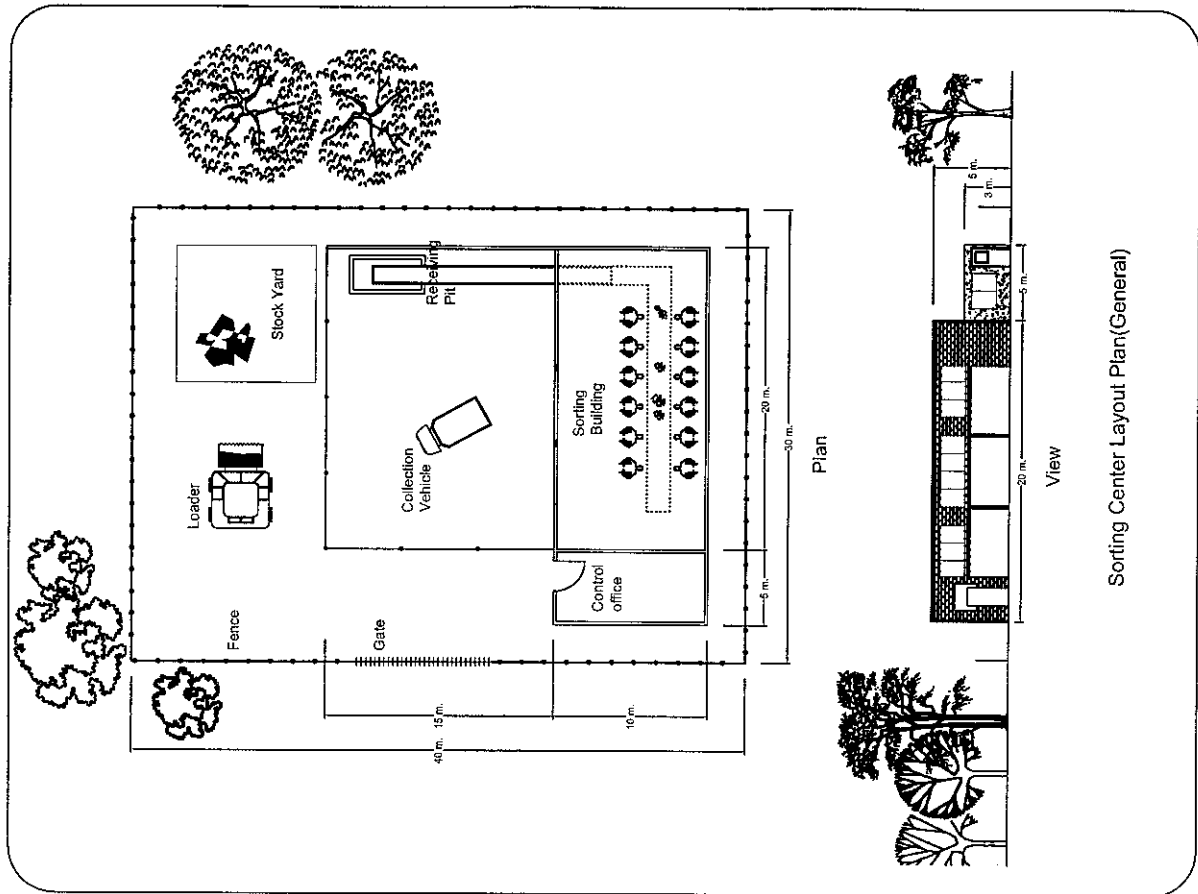 Stock Yard
Loader
Receiving
Pit
Collection
Vehicle
Sorting
Building
Fence
Gate
Control
office
15 m.
10 m.
40 m.
5 m.
20 m.
30 m.
Plan
5 m.
3 m.
20 m.
5 m.
View
Sorting Center Layout Plan(General)